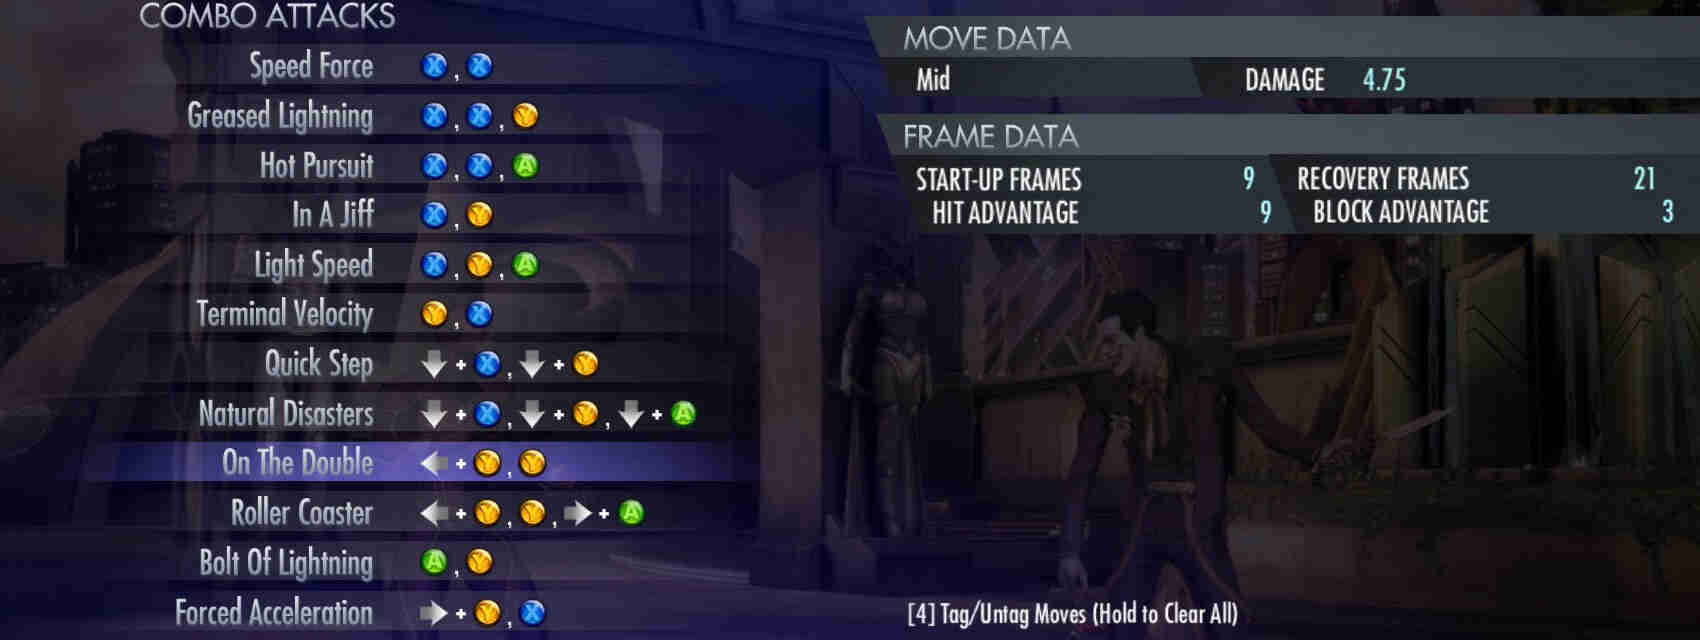 COMBO ATTACKS
Speed Force X , X
Greased Lightning X , X , Y
Hot Pursuit X , X , A
In A Jiff X , Y
Light Speed X , Y , A
Terminal Velocity Y , X
Quick Step + X , + Y
Natural Disasters + X , + Y , + A
On The Double + Y , Y
Roller Coaster + Y , Y , + A
Bolt Of Lightning A , Y
Forced Acceleration + Y , X
MOVE DATA
Mid DAMAGE 4.75
FRAME DATA
START-UP FRAMES 9 RECOVERY FRAMES 21
HIT ADVANTAGE 9 BLOCK ADVANTAGE 3
[4] Tag/Untag Moves (Hold to Clear All)